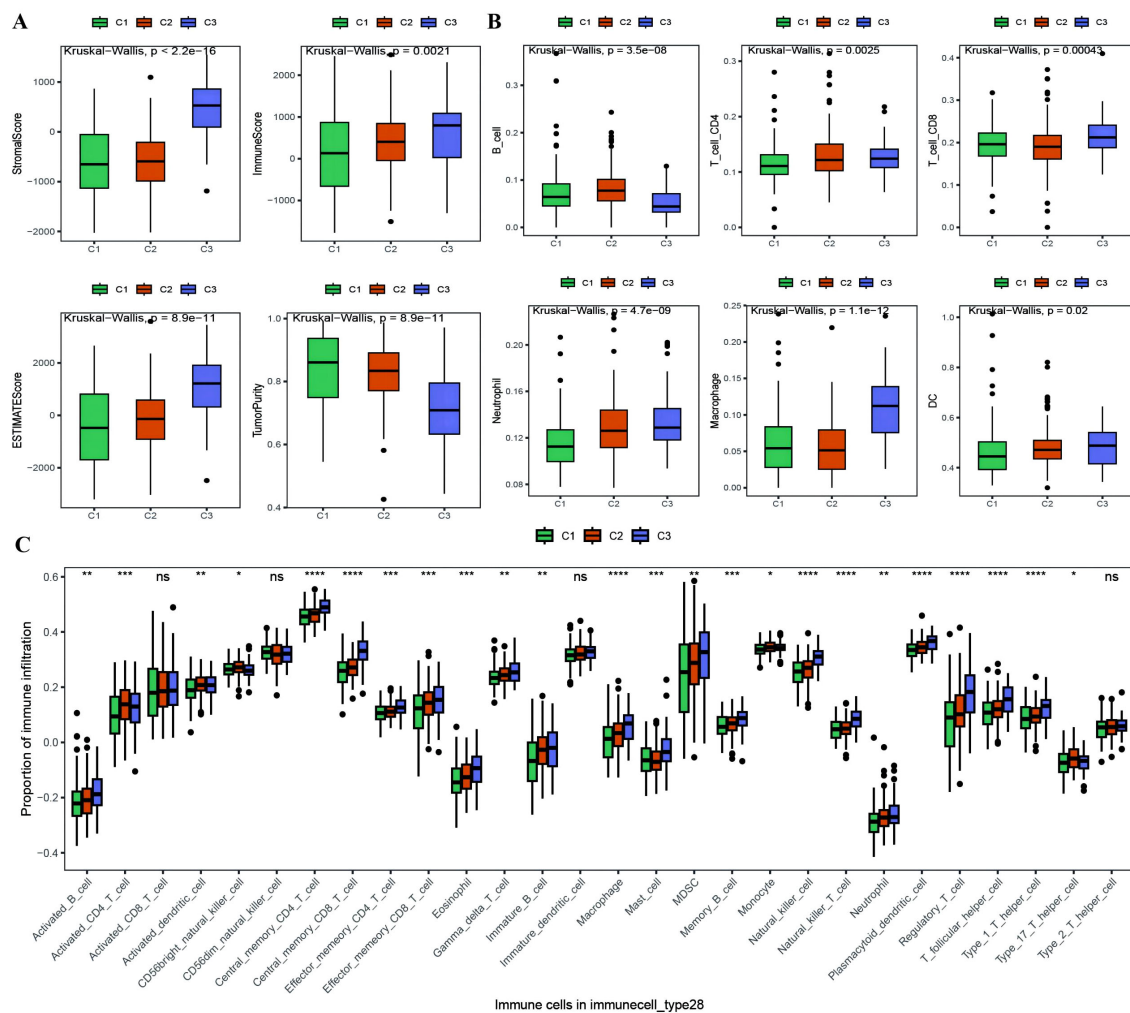 A
B
C1 C2 C3
C1 C2 C3
C1 C2 C3
C1 C2 C3
C1 C2 C3
Kruskal−Wallis, p < 2.2e−16
Kruskal−Wallis, p = 0.0021
Kruskal−Wallis, p = 3.5e−08
Kruskal−Wallis, p = 0.0025
Kruskal−Wallis, p = 0.00043
StromalScore
1000
0
−1000
−2000
C1 C2 C3
ImmuneScore
2000
1000
0
−1000
C1 C2 C3
B_cell
0.3
0.2
0.1
0.0
C1 C2 C3
T_cell_CD4
0.3
0.2
0.1
0.0
C1 C2 C3
T_cell_CD8
0.4
0.3
0.2
0.1
0.0
C1 C2 C3
C1 C2 C3
C1 C2 C3
C1 C2 C3
C1 C2 C3
C1 C2 C3
Kruskal−Wallis, p = 8.9e−11
Kruskal−Wallis, p = 8.9e−11
Kruskal−Wallis, p = 4.7e−09
Kruskal−Wallis, p = 1.1e−12
Kruskal−Wallis, p = 0.02
ESTIMATEScore
2000
0
−2000
C1 C2 C3
TumorPurity
1.0
0.8
0.6
0.4
C1 C2 C3
Neutrophil
0.20
0.16
0.12
0.08
C1 C2 C3
Macrophage
0.25
0.20
0.15
0.10
0.05
0.00
C1 C2 C3
DC
1.0
0.8
0.6
0.4
C1 C2 C3
C
C1 C2 C3
** *** ns ** * ns **** **** *** *** *** ** ** ns **** *** ** *** * **** **** ** **** **** **** **** * ns
Proportion of immune infiltration
0.6
0.4
0.2
0.0
−0.2
−0.4
Activated_B_cell
Activated_CD4_T_cell
Activated_CD8_T_cell
Activated_dendritic_cell
CD56bright_natural_killer_cell
CD56dim_natural_killer_cell
Central_memory_CD4_T_cell
Central_memory_CD8_T_cell
Effector_memory_CD4_T_cell
Effector_memory_CD8_T_cell
Eosinophil
Gamma_delta_T_cell
Immature_B_cell
Immature_dendritic_cell
Macrophage
Mast_cell
MDSC
Memory_B_cell
Monocyte
Natural_killer_cell
Natural_killer_T_cell
Neutrophil
Plasmacytoid_dendritic_cell
Regulatory_T_cell
T_follicular_helper_cell
Type_1_T_helper_cell
Type_17_T_helper_cell
Type_2_T_helper_cell
Immune cells in immunecell_type28